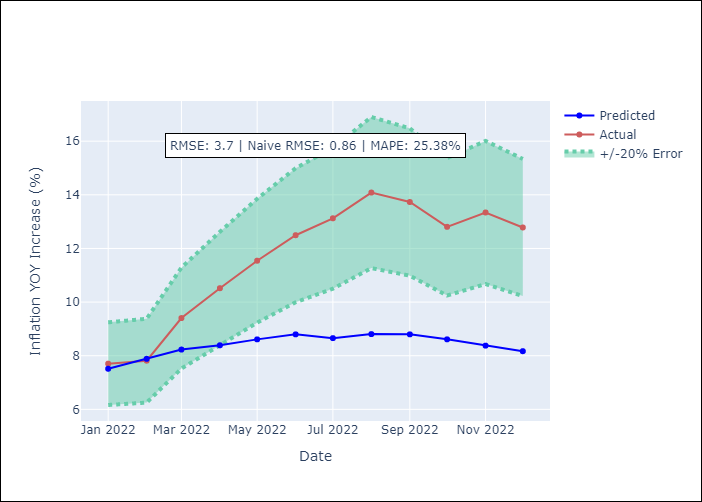 RMSE: 3.7 | Naive RMSE: 0.86 | MAPE: 25.38%
Predicted
Actual
+/-20% Error
Inflation YOY Increase (%)
16
14
12
10
8
6
Jan 2022
Mar 2022
May 2022
Jul 2022
Sep 2022
Nov 2022
Date